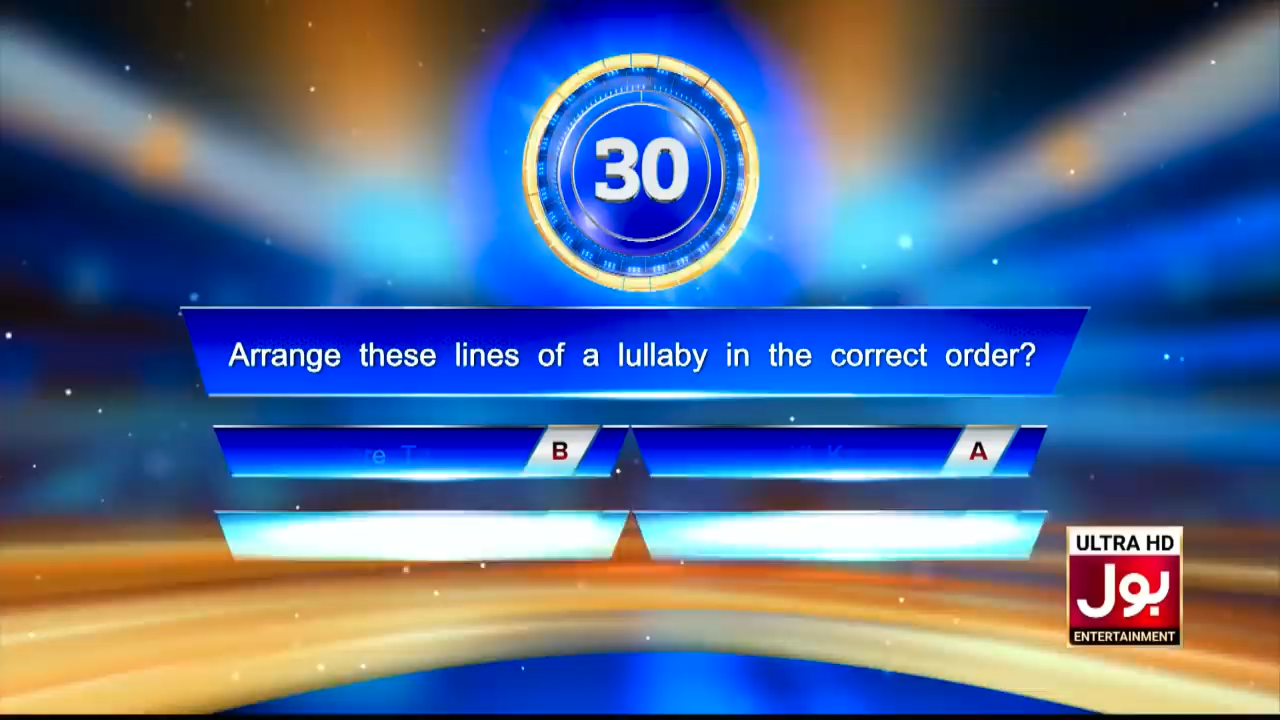 30
Arrange these lines of a lullaby in the correct order?
B
A
ULTRA HD
بول
ENTERTAINMENT